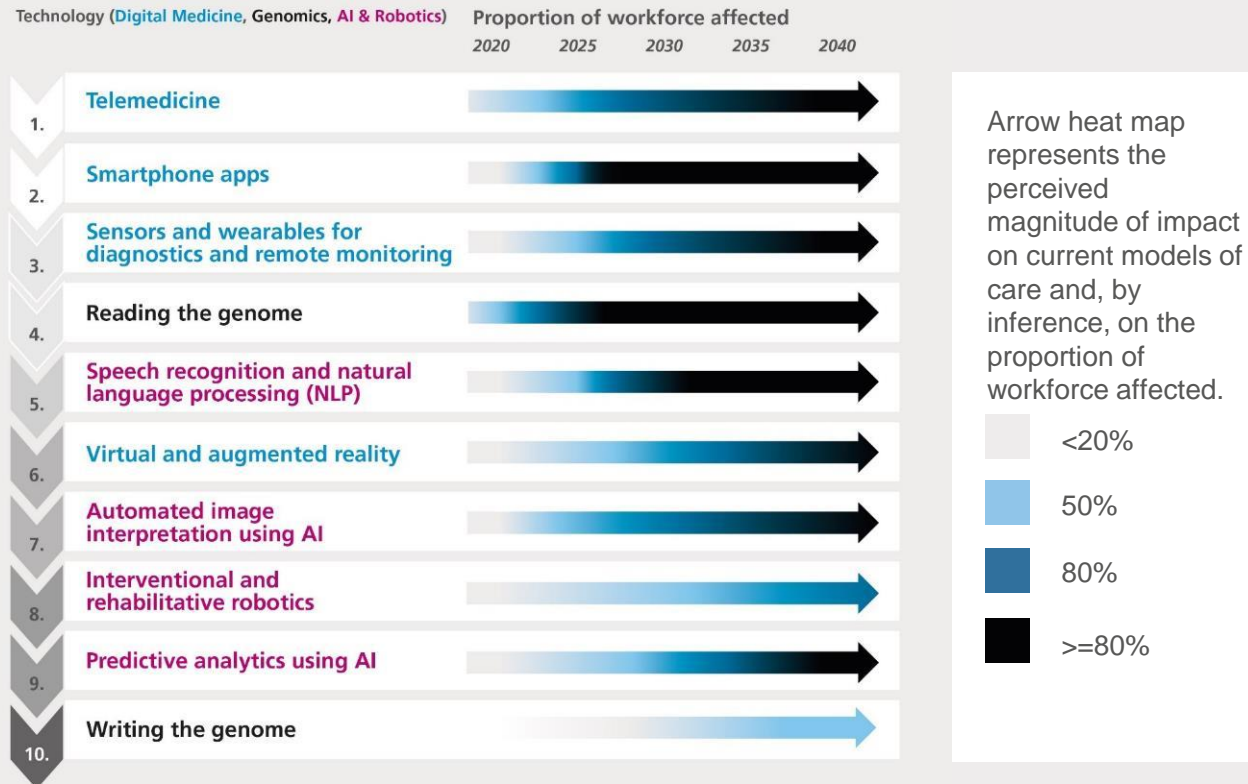 Technology (Digital Medicine, Genomics, AI & Robotics)
Proportion of workforce affected
2020 2025 2030 2035 2040
1.
Telemedicine
2.
Smartphone apps
3.
Sensors and wearables for
diagnostics and remote monitoring
4.
Reading the genome
5.
Speech recognition and natural
language processing (NLP)
6.
Virtual and augmented reality
7.
Automated image
interpretation using AI
8.
Interventional and
rehabilitative robotics
9.
Predictive analytics using AI
10.
Writing the genome
Arrow heat map
represents the
perceived
magnitude of impact
on current models of
care and, by
inference, on the
proportion of
workforce affected.
<20%
50%
80%
>=80%